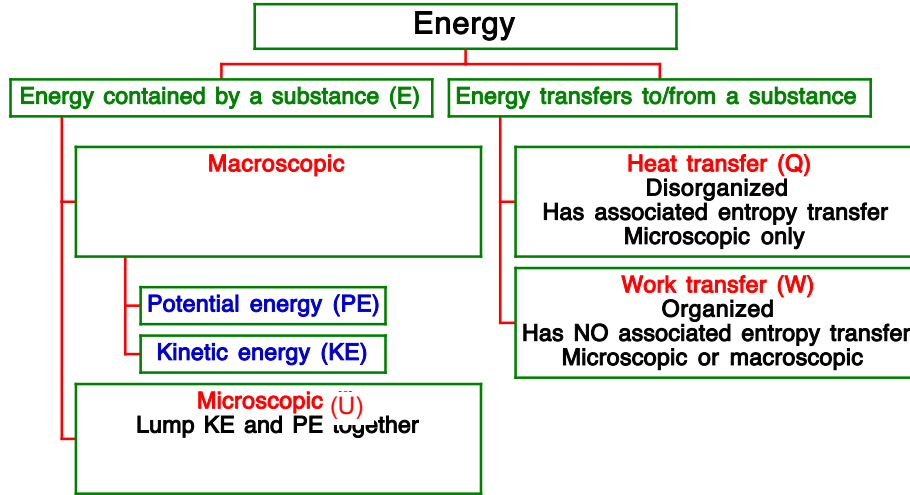 Energy
Energy contained by a substance (E)
Macroscopic
Potential energy (PE)
Kinetic energy (KE)
Microscopic (U)
Lump KE and PE together
Energy transfers to/from a substance
Heat transfer (Q)
Disorganized
Has associated entropy transfer
Microscopic only
Work transfer (W)
Organized
Has NO associated entropy transfer
Microscopic or macroscopic